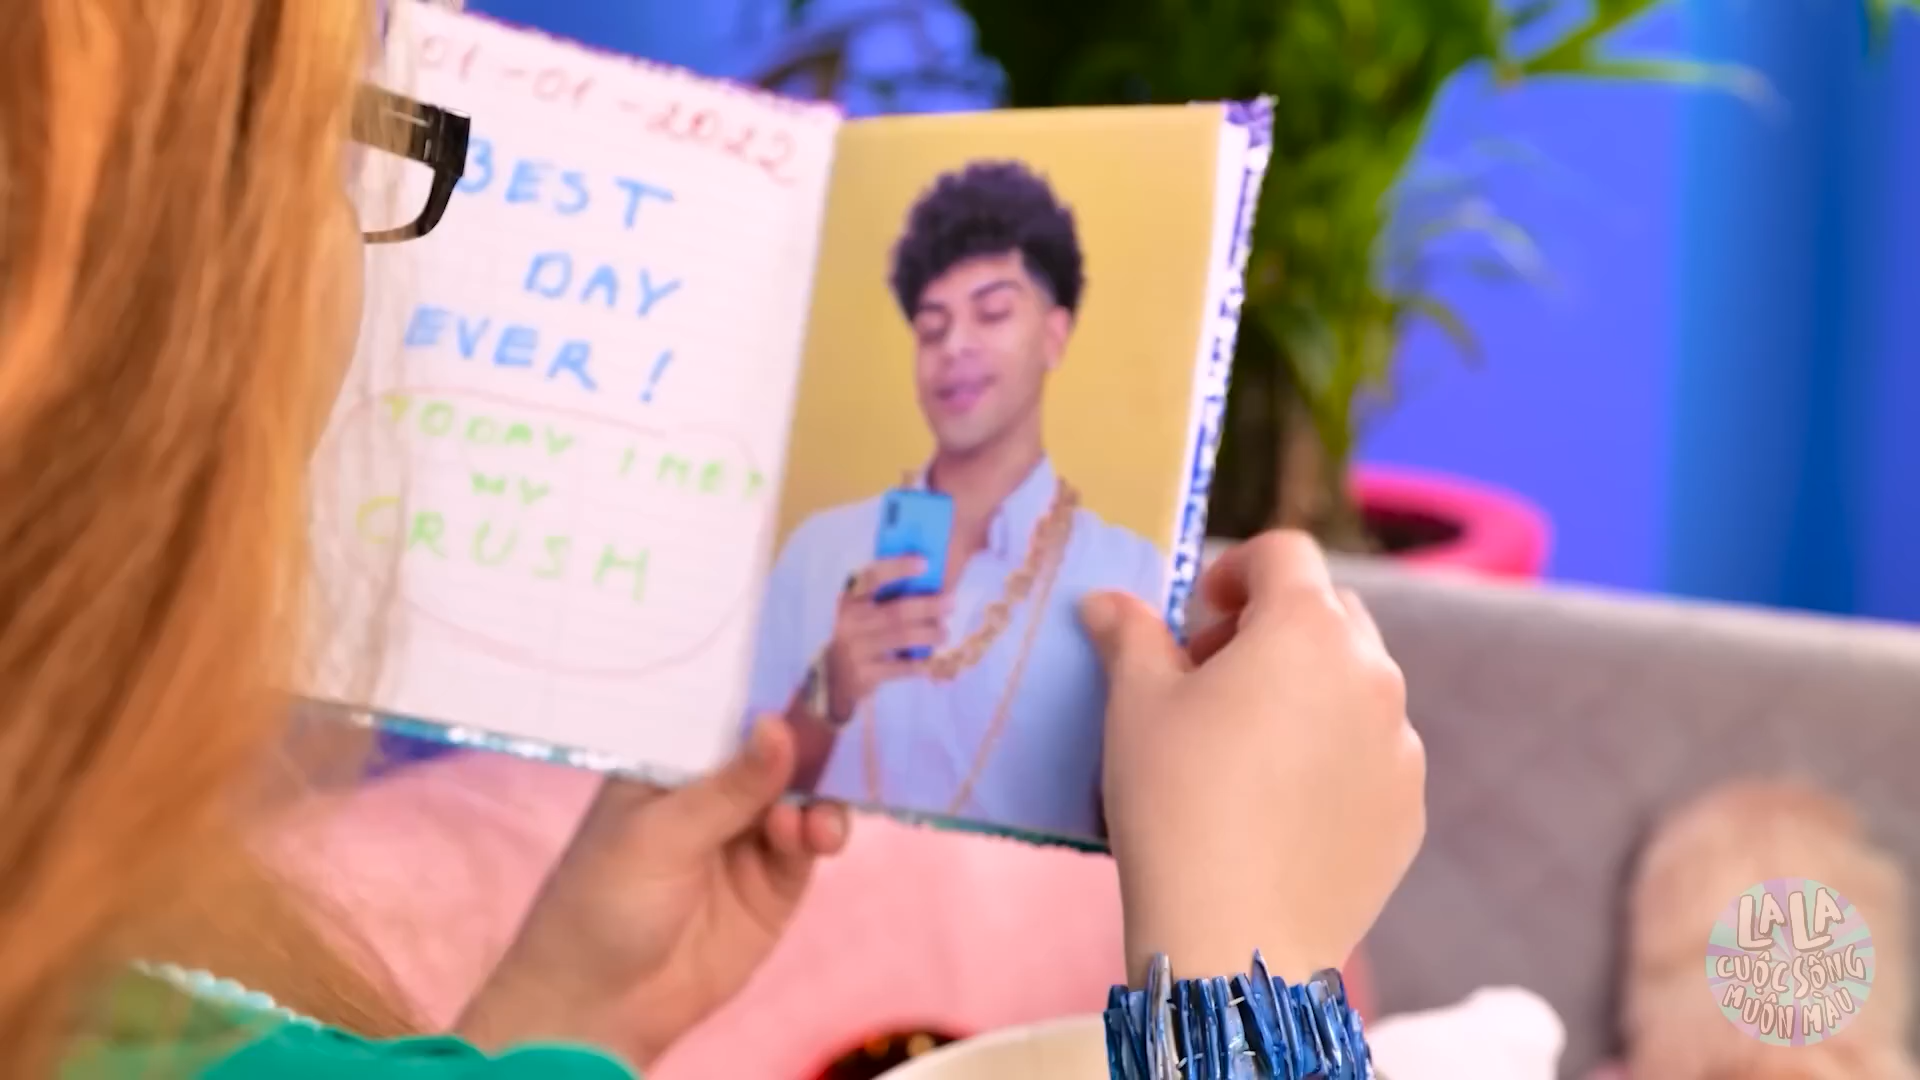 01-01-2022
BEST
DAY
EVER!
TODAY I MET
MY
CRUSH
LA LA
CUỘC SỐNG
MUÔN MÀU